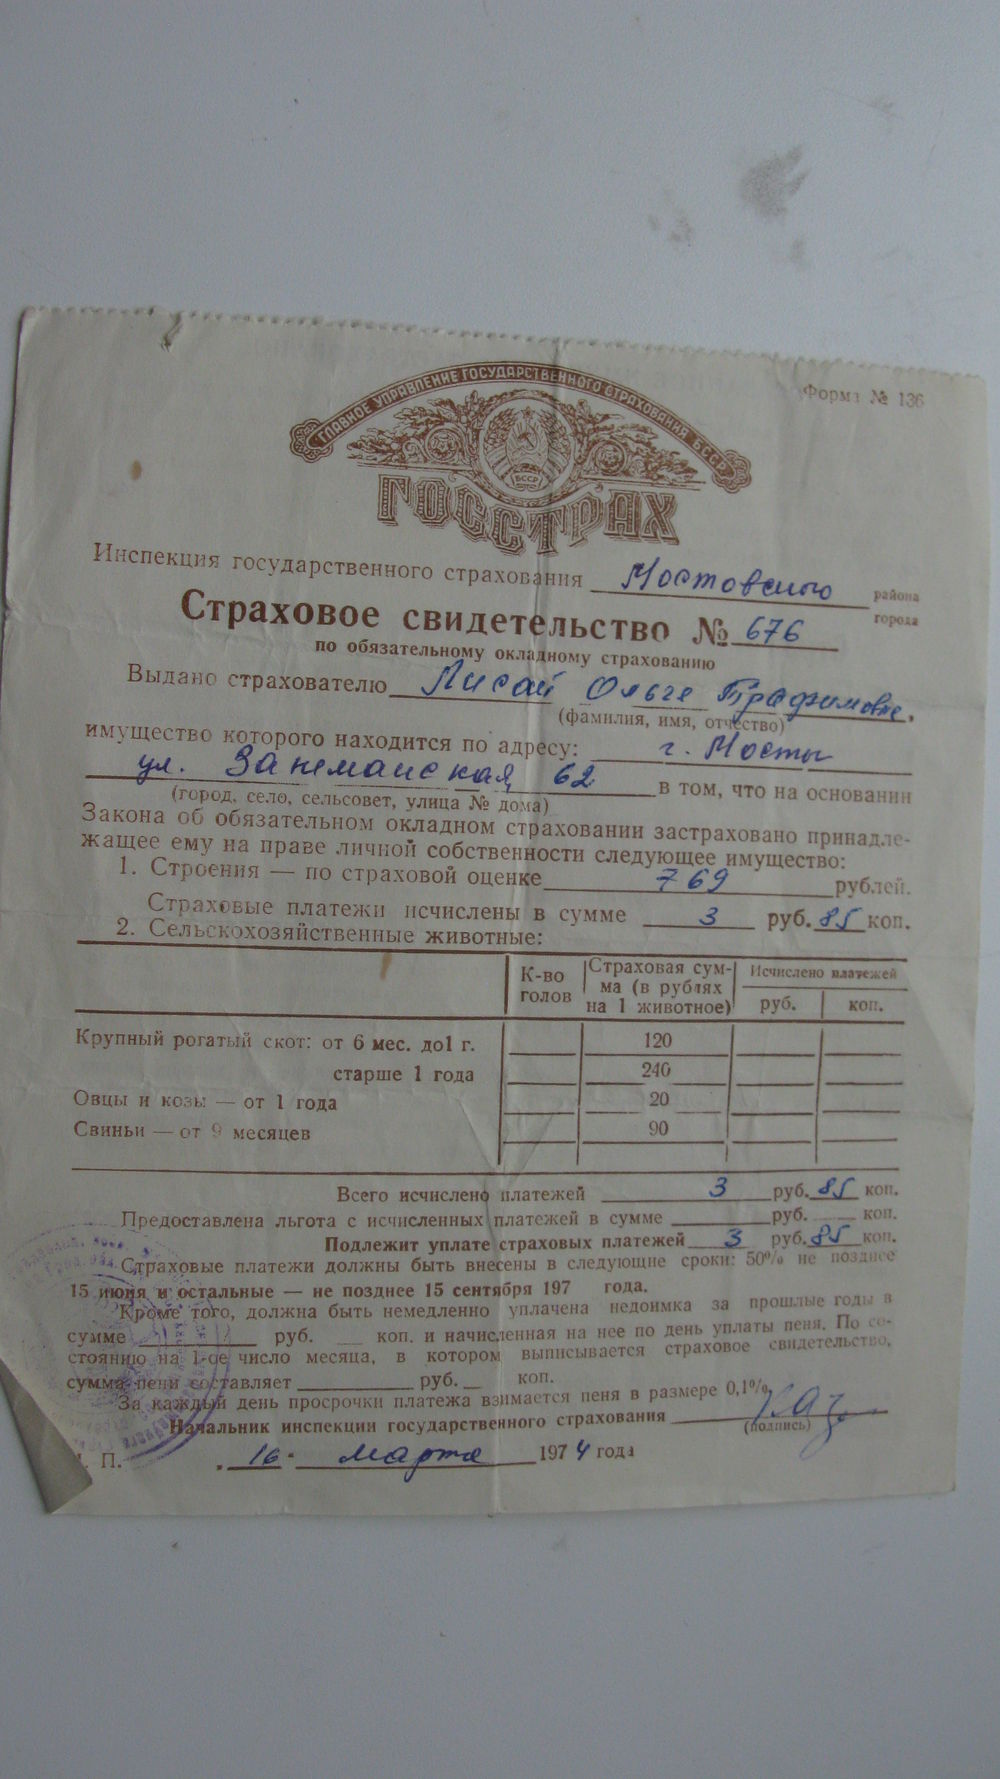 Форма № 136
ГЛАВНОЕ УПРАВЛЕНИЕ ГОСУДАРСТВЕННОГО СТРАХОВАНИЯ БССР
БССР
ГОССТРАХ
Инспекция государственного страхования Мостовского района
города
Страховое свидетельство № 676
по обязательному окладному страхованию
Выдано страхователю Лисай Ольге Трафимовне,
(фамилия, имя, отчество)
имущество которого находится по адресу: г. Мосты
ул. Занеманская, 62 в том, что на основании
(город, село, сельсовет, улица № дома)
Закона об обязательном окладном страховании застраховано принадле-
жащее ему на праве личной собственности следующее имущество:
1. Строения — по страховой оценке 769 рублей.
Страховые платежи исчислены в сумме 3 руб. 85 коп.
2. Сельскохозяйственные животные:
К-во голов Страховая сум-ма (в рублях на 1 животное) Исчислено платежей
руб. коп.
Крупный рогатый скот: от 6 мес. до 1 г. 120
старше 1 года 240
Овцы и козы — от 1 года 20
Свиньи — от 9 месяцев 90
Всего исчислено платежей 3 руб. 85 коп.
Предоставлена льгота с исчисленных платежей в сумме руб. коп.
Подлежит уплате страховых платежей 3 руб. 85 коп.
Страховые платежи должны быть внесены в следующие сроки: 50% не позднее
15 июня и остальные — не позднее 15 сентября 197 года.
Кроме того, должна быть немедленно уплачена недоимка за прошлые годы в
сумме руб. коп. и начисленная на нее по день уплаты пеня. По со-
стоянию на 1-ое число месяца, в котором выписывается страховое свидетельство,
сумма пени составляет руб. коп.
За каждый день просрочки платежа взимается пеня в размере 0,1%.
Начальник инспекции государственного страхования
(подпись)
П. 16 марта 1974 года